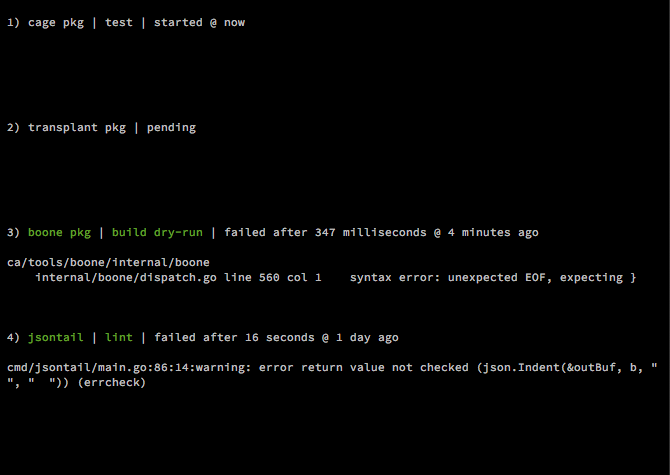 1) cage pkg | test | started @ now
2) transplant pkg | pending
3) boone pkg | build dry-run | failed after 347 milliseconds @ 4 minutes ago
ca/tools/boone/internal/boone
    internal/boone/dispatch.go line 560 col 1    syntax error: unexpected EOF, expecting }
4) jsontail | lint | failed after 16 seconds @ 1 day ago
cmd/jsontail/main.go:86:14:warning: error return value not checked (json.Indent(&outBuf, b, "
", "  ")) (errcheck)